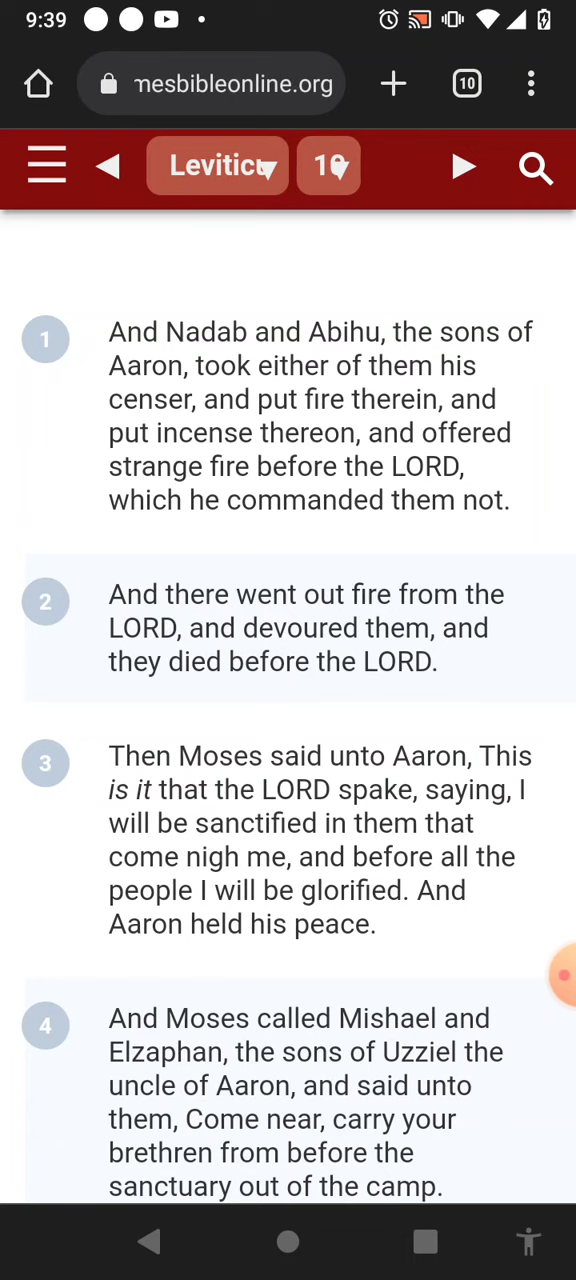 9:39
mesbibleonline.org
10
Leviticu
10
1
And Nadab and Abihu, the sons of
Aaron, took either of them his
censer, and put fire therein, and
put incense thereon, and offered
strange fire before the LORD,
which he commanded them not.
2
And there went out fire from the
LORD, and devoured them, and
they died before the LORD.
3
Then Moses said unto Aaron, This
is it that the LORD spake, saying, I
will be sanctified in them that
come nigh me, and before all the
people I will be glorified. And
Aaron held his peace.
4
And Moses called Mishael and
Elzaphan, the sons of Uzziel the
uncle of Aaron, and said unto
them, Come near, carry your
brethren from before the
sanctuary out of the camp.